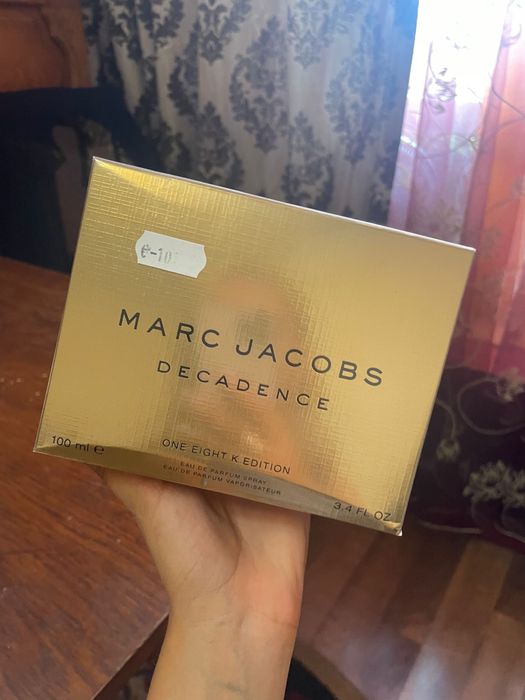 MARC JACOBS
DECADENCE
ONE EIGHT K EDITION
EAU DE PARFUM SPRAY
EAU DE PARFUM VAPORISATEUR
100 ml ℮
3.4 FL OZ